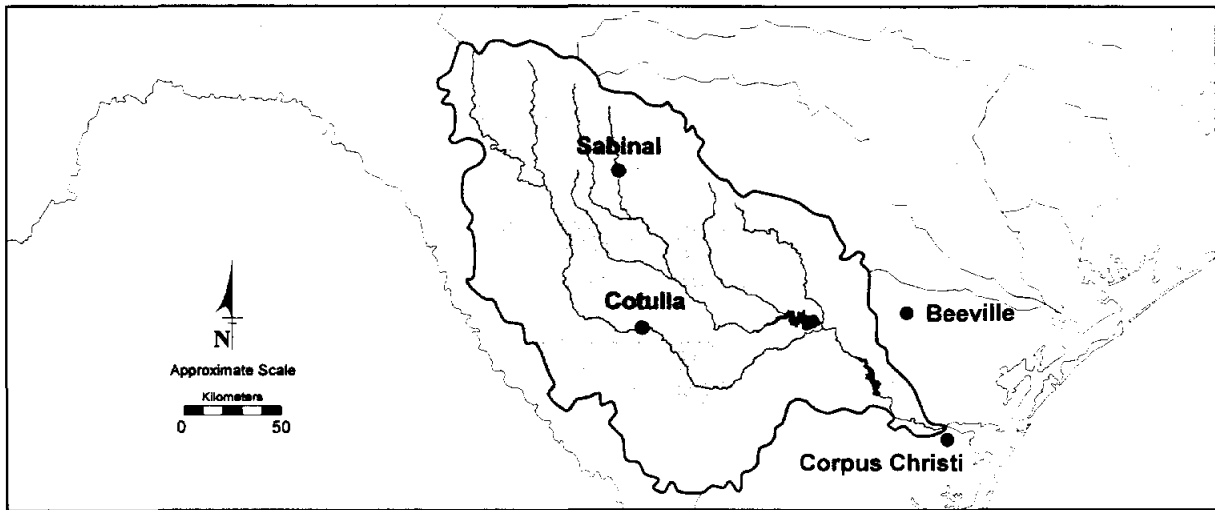 Sabinal
Cotulla
Beeville
N
Approximate Scale
Kilometers
0 50
Corpus Christi